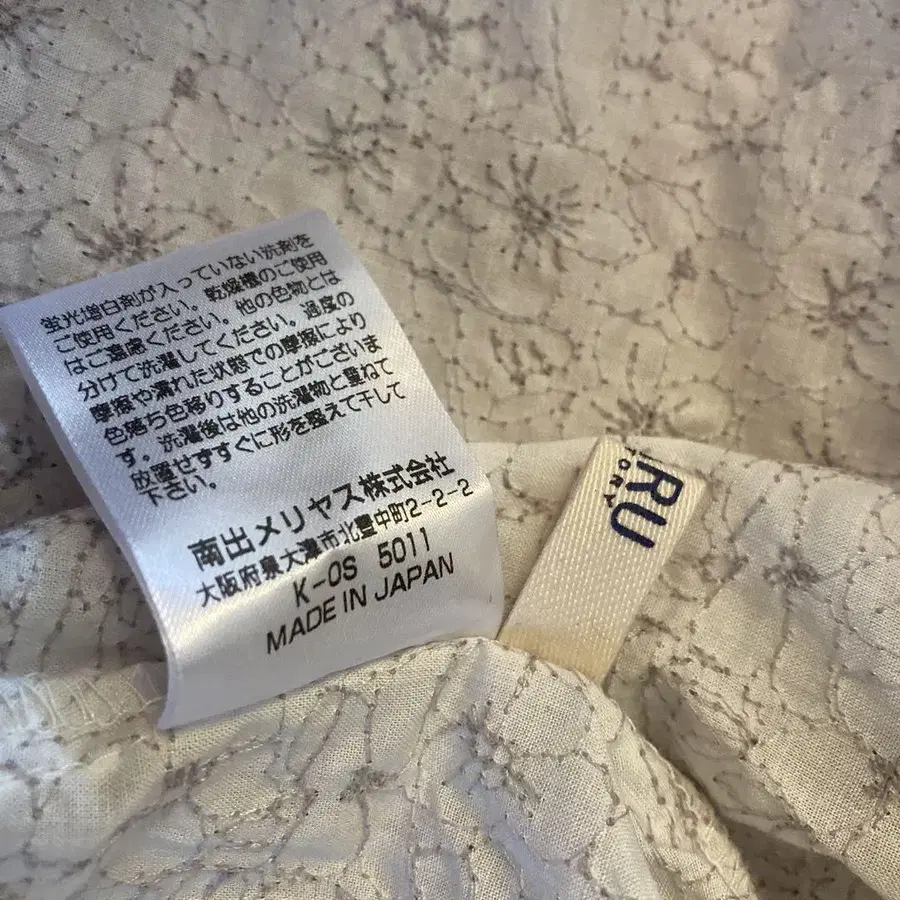 蛍光増白剤が入っていない洗剤を
ご使用ください。乾燥機のご使用
はご遠慮ください。他の色物とは
分けて洗濯してください。過度の
摩擦や濡れた状態での摩擦により
色落ち色移りすることがございま
す。洗濯後は他の洗濯物と重ねて
放置せずすぐに形を整えて干して
下さい。
南出メリヤス株式会社
大阪府泉大津市北豊中町2-2-2
K-OS 5011
MADE IN JAPAN
RU
TORY